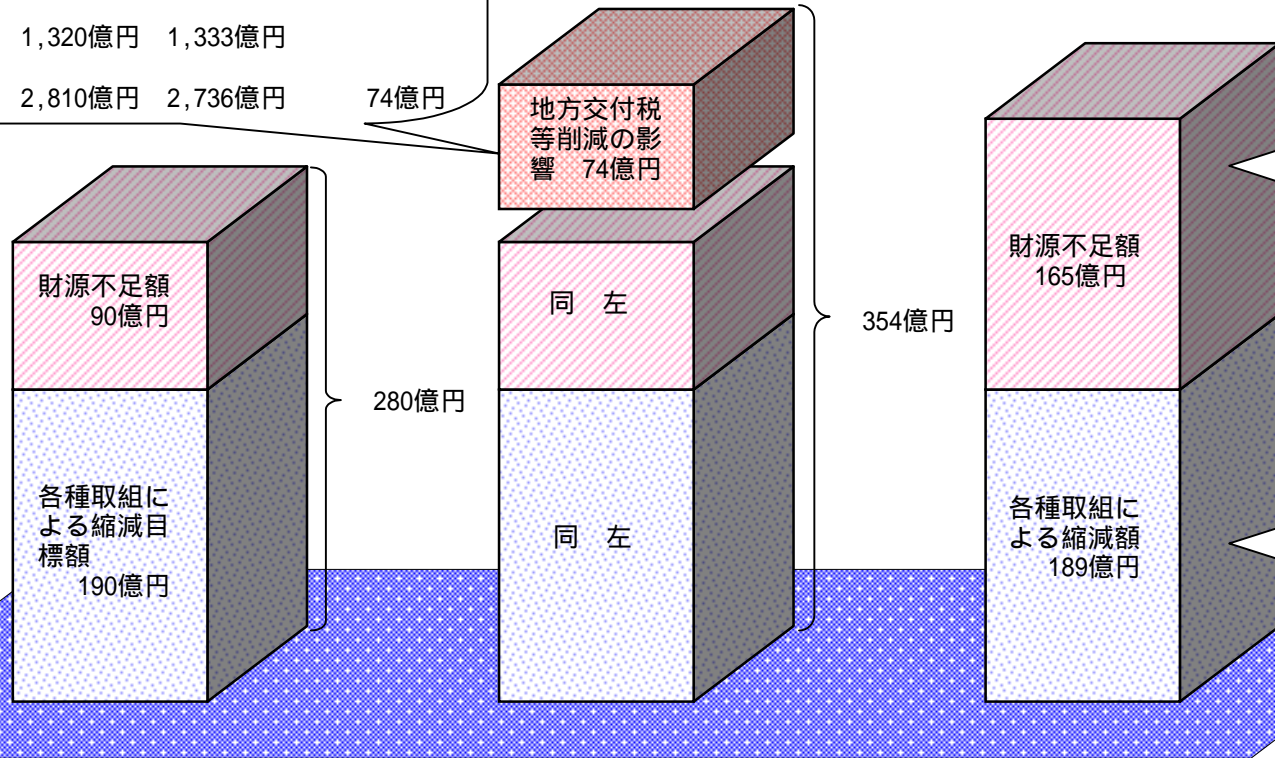 1,320億円 1,333億円
2,810億円 2,736億円 74億円
地方交付税
等削減の影
響 74億円
財源不足額
90億円
同 左
354億円
財源不足額
165億円
280億円
各種取組に
よる縮減目
標額
190億円
同 左
各種取組に
よる縮減額
189億円